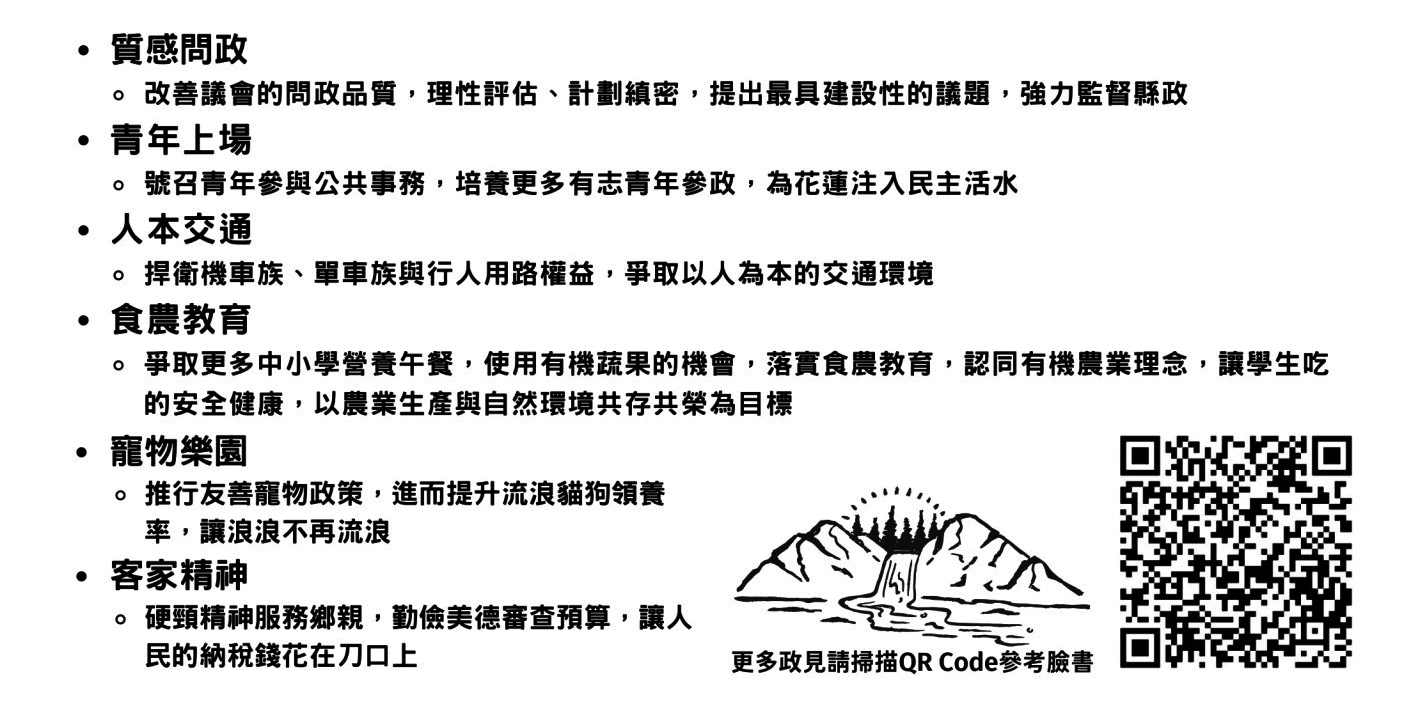 • 質感問政
◦ 改善議會的問政品質，理性評估、計劃縝密，提出最具建設性的議題，強力監督縣政
• 青年上場
◦ 號召青年參與公共事務，培養更多有志青年參政，為花蓮注入民主活水
• 人本交通
◦ 捍衛機車族、單車族與行人用路權益，爭取以人為本的交通環境
• 食農教育
◦ 爭取更多中小學營養午餐，使用有機蔬果的機會，落實食農教育，認同有機農業理念，讓學生吃
的安全健康，以農業生產與自然環境共存共榮為目標
• 寵物樂園
◦ 推行友善寵物政策，進而提升流浪貓狗領養
率，讓浪浪不再流浪
• 客家精神
◦ 硬頸精神服務鄉親，勤儉美德審查預算，讓人
民的納稅錢花在刀口上
更多政見請掃描QR Code參考臉書